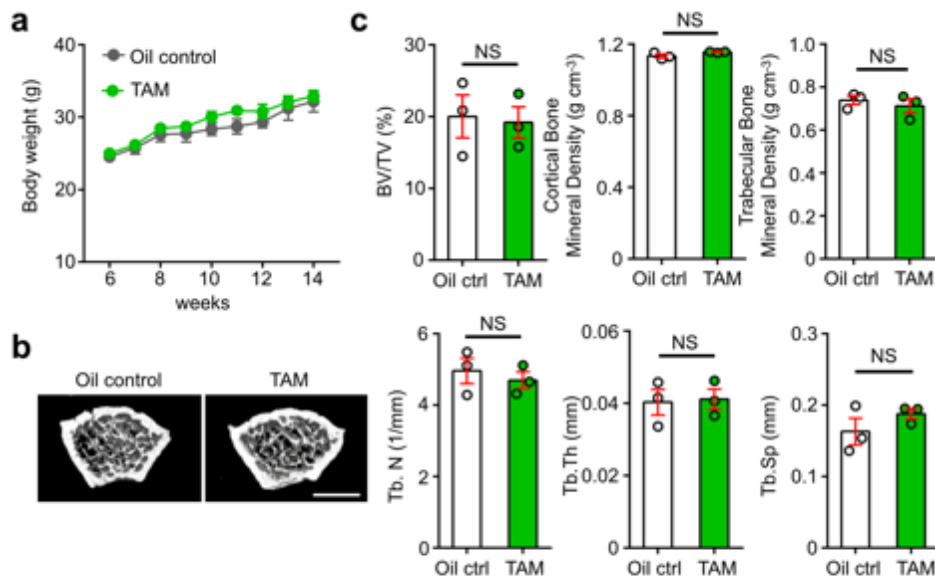 a
Body weight (g)
40
30
20
10
Oil control
TAM
6 8 10 12 14
weeks
b
Oil control TAM
c
BV/TV (%)
30
20
10
0
NS
Oil ctrl TAM
Cortical Bone
Mineral Density (g cm-3)
1.2
0.9
0.6
0.3
0
NS
Oil ctrl TAM
Trabecular Bone
Mineral Density (g cm-3)
1.0
0.8
0.6
0.4
0.2
0
NS
Oil ctrl TAM
Tb. N (1/mm)
6
4
2
0
NS
Oil ctrl TAM
Tb.Th (mm)
0.06
0.04
0.02
0
NS
Oil ctrl TAM
Tb.Sp (mm)
0.3
0.2
0.1
0
NS
Oil ctrl TAM